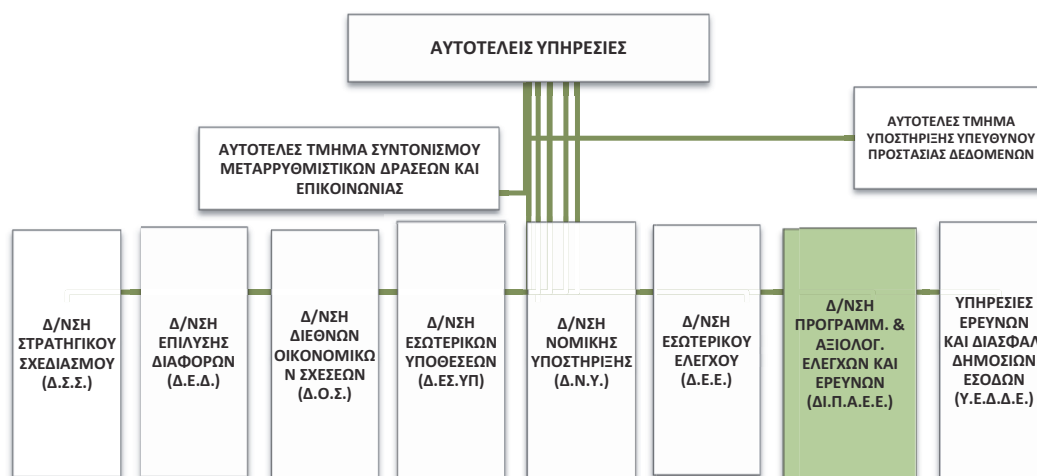 ΑΥΤΟΤΕΛΕΙΣ ΥΠΗΡΕΣΙΕΣ
ΑΥΤΟΤΕΛΕΣ ΤΜΗΜΑ
ΥΠΟΣΤΗΡΙΞΗΣ ΥΠΕΥΘΥΝΟΥ
ΠΡΟΣΤΑΣΙΑΣ ΔΕΔΟΜΕΝΩΝ
ΑΥΤΟΤΕΛΕΣ ΤΜΗΜΑ ΣΥΝΤΟΝΙΣΜΟΥ
ΜΕΤΑΡΡΥΘΜΙΣΤΙΚΩΝ ΔΡΑΣΕΩΝ ΚΑΙ
ΕΠΙΚΟΙΝΩΝΙΑΣ
Δ/ΝΣΗ
ΣΤΡΑΤΗΓΙΚΟΥ
ΣΧΕΔΙΑΣΜΟΥ
(Δ.Σ.Σ.)
Δ/ΝΣΗ
ΕΠΙΛΥΣΗΣ
ΔΙΑΦΟΡΩΝ
(Δ.Ε.Δ.)
Δ/ΝΣΗ
ΔΙΕΘΝΩΝ
ΟΙΚΟΝΟΜΙΚΩ
Ν ΣΧΕΣΕΩΝ
(Δ.Ο.Σ.)
Δ/ΝΣΗ
ΕΣΩΤΕΡΙΚΩΝ
ΥΠΟΘΕΣΕΩΝ
(Δ.ΕΣ.ΥΠ)
Δ/ΝΣΗ
ΝΟΜΙΚΗΣ
ΥΠΟΣΤΗΡΙΞΗΣ
(Δ.Ν.Υ.)
Δ/ΝΣΗ
ΕΣΩΤΕΡΙΚΟΥ
ΕΛΕΓΧΟΥ
(Δ.Ε.Ε.)
Δ/ΝΣΗ
ΠΡΟΓΡΑΜΜ. &
ΑΞΙΟΛΟΓ.
ΕΛΕΓΧΩΝ ΚΑΙ
ΕΡΕΥΝΩΝ
(ΔΙ.Π.Α.Ε.Ε.)
ΥΠΗΡΕΣΙΕΣ
ΕΡΕΥΝΩΝ
ΚΑΙ ΔΙΑΣΦΑΛ
ΔΗΜΟΣΙΩΝ
ΕΣΟΔΩΝ
(Υ.Ε.Δ.Δ.Ε.)